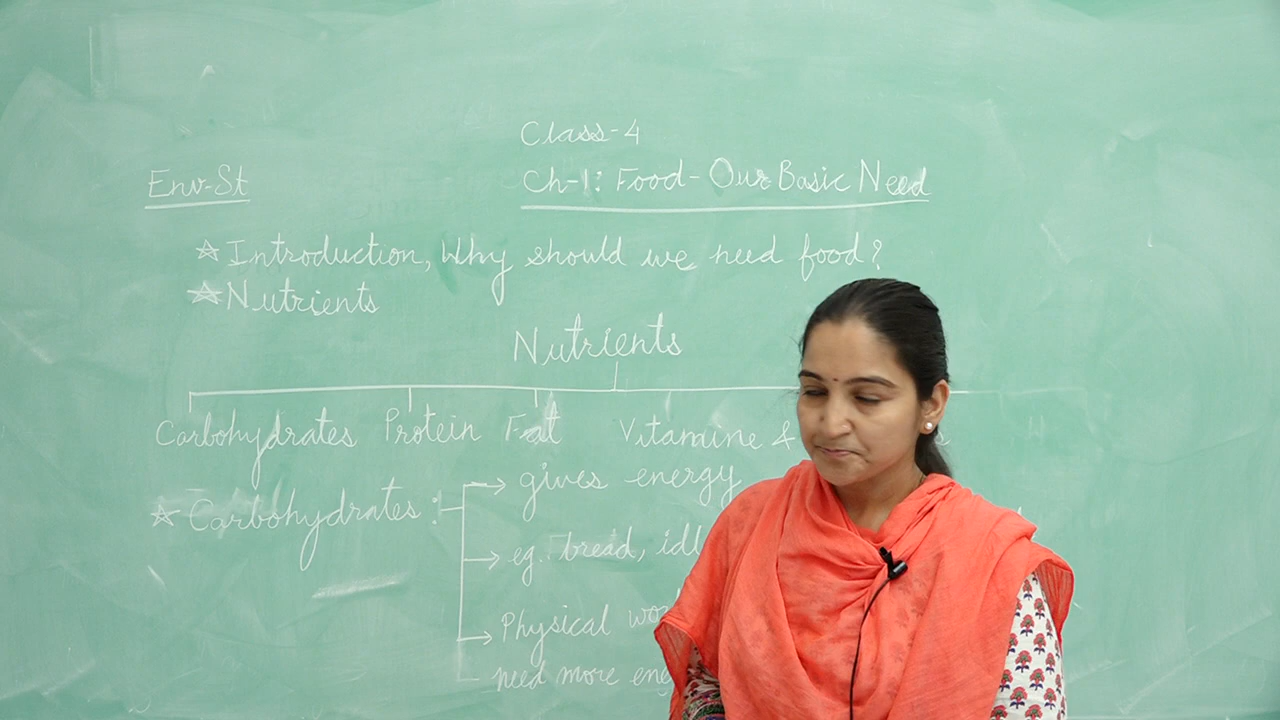 Class-4
Env-St
Ch-1: Food-Our Basic Need
☆ Introduction, Why should we need food?
☆ Nutrients
Nutrients
Carbohydrates Protein Fat Vitamine &
☆ Carbohydrates :
→ gives energy
→ eg. bread,
→ Physical
need more